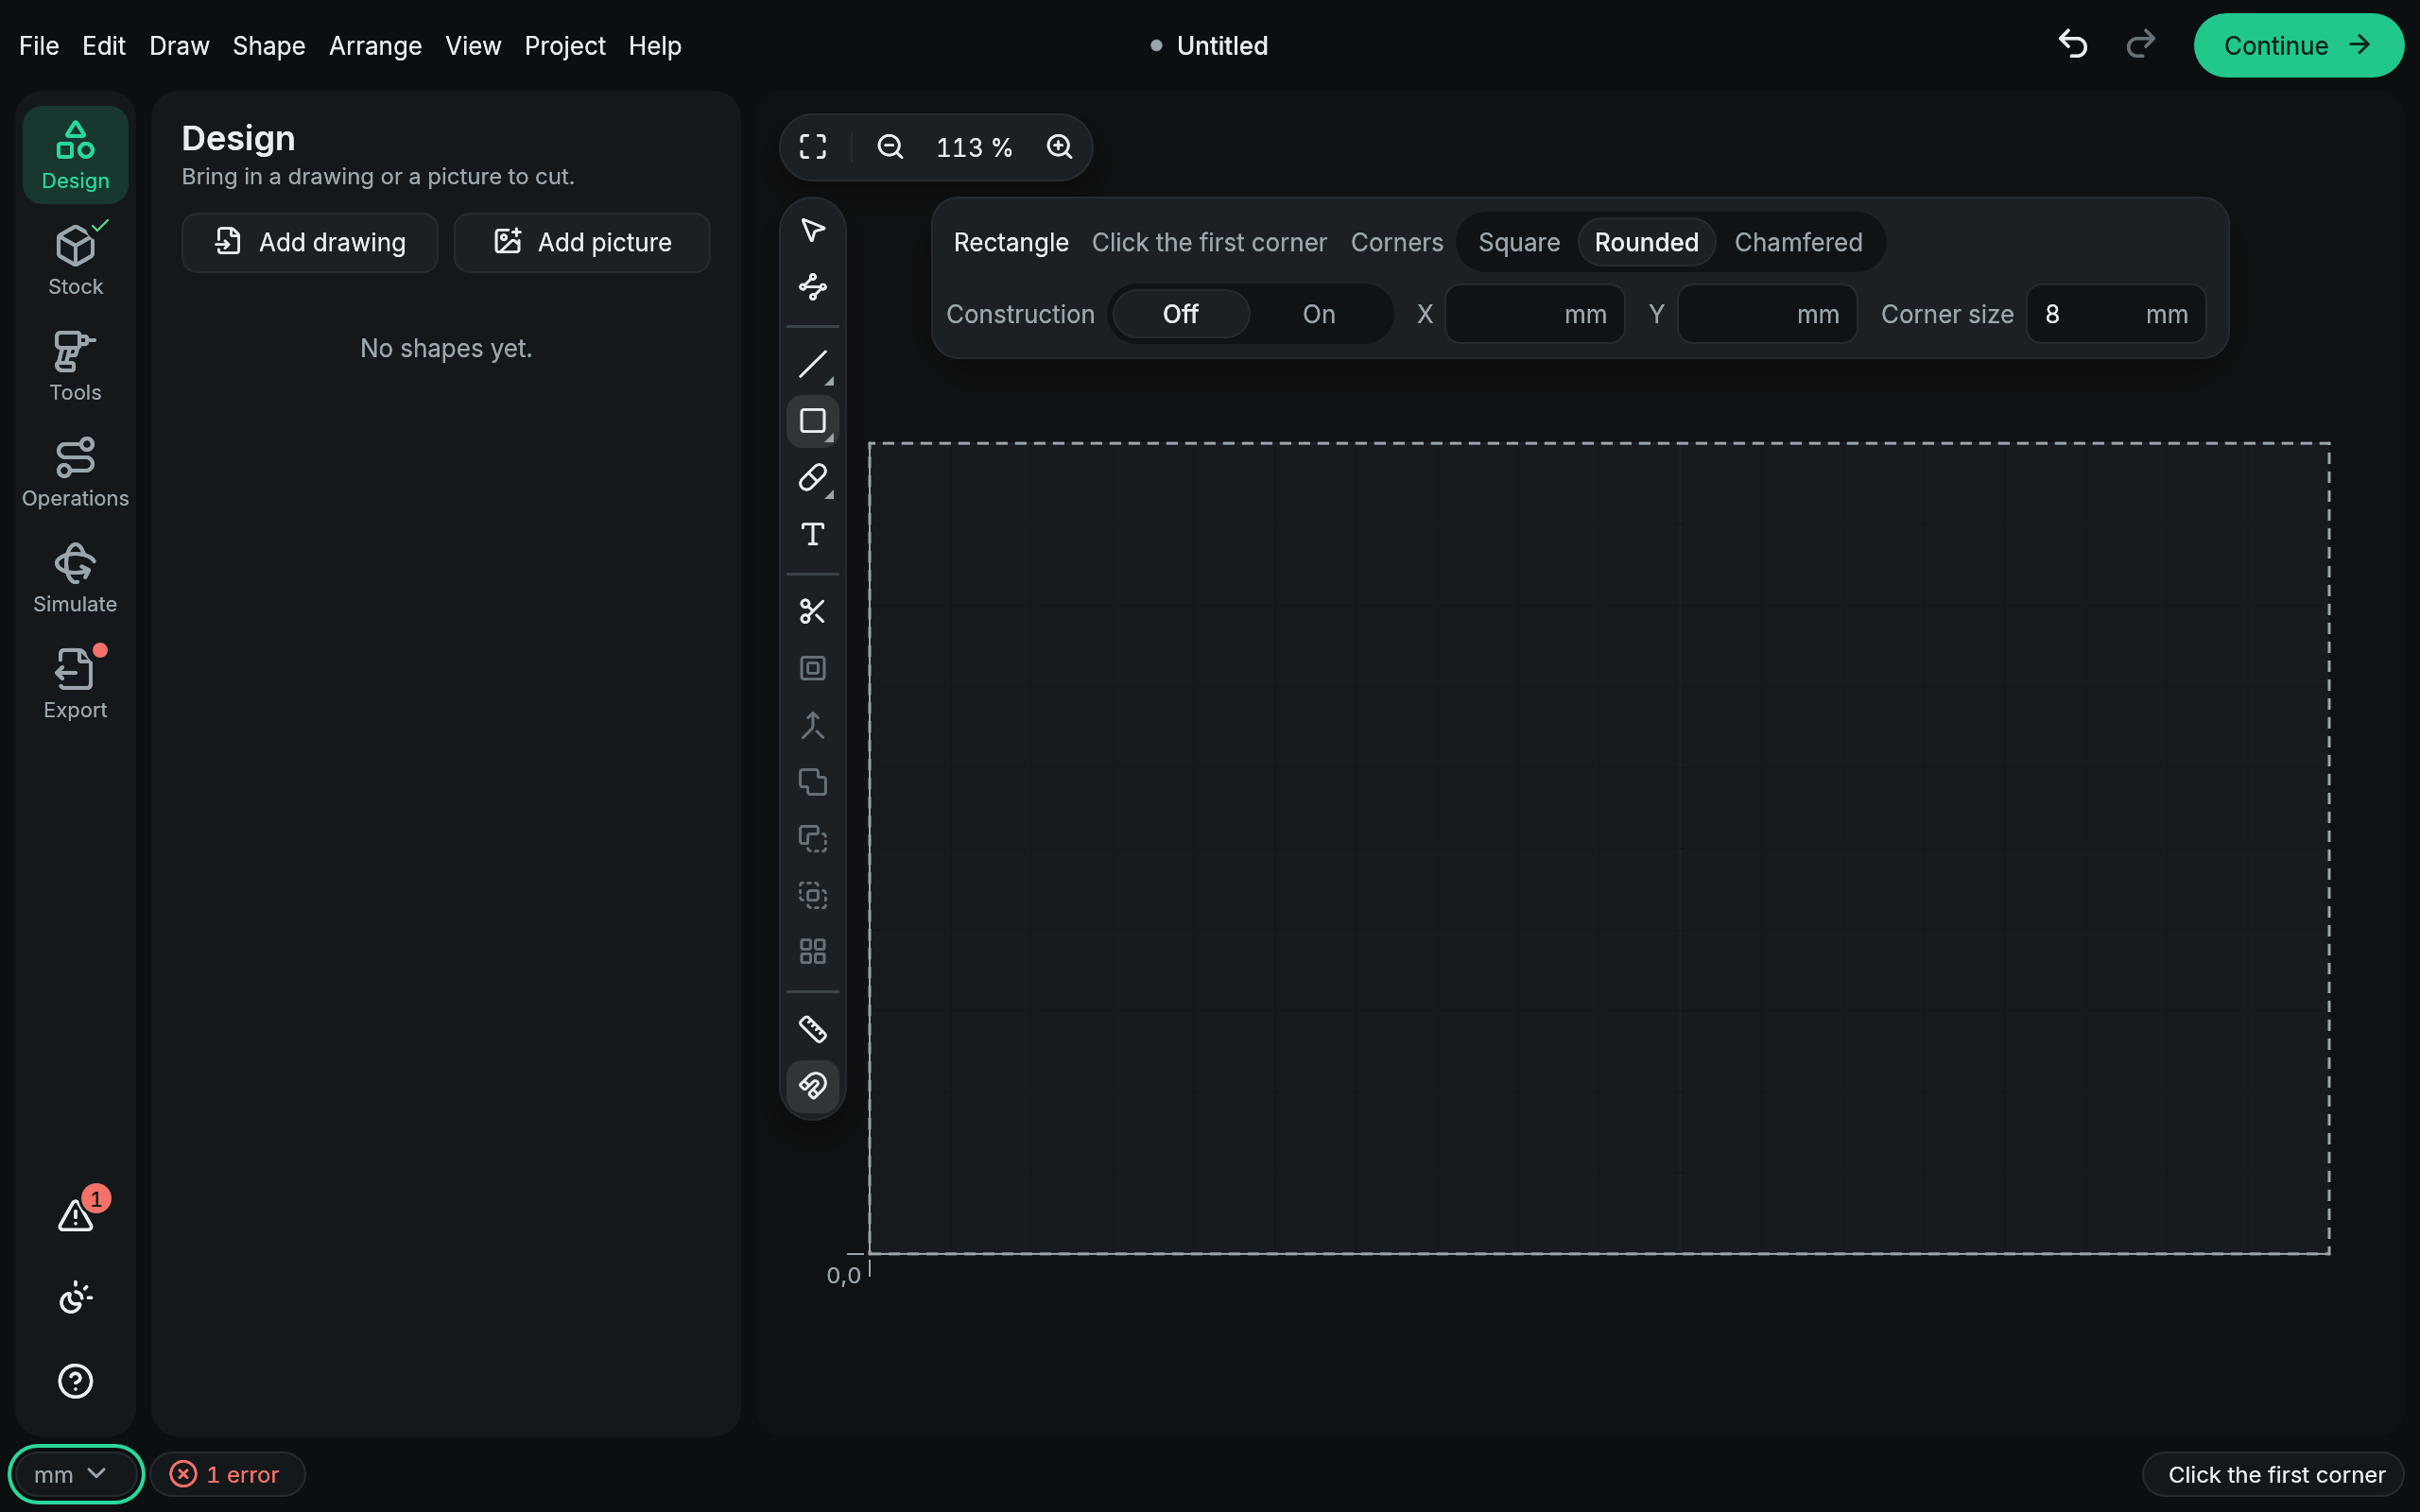 File Edit Draw Shape Arrange View Project Help
Untitled
Continue
Design
Stock
Tools
Operations
Simulate
Export
1
Design
Bring in a drawing or a picture to cut.
Add drawing
Add picture
No shapes yet.
113 %
Rectangle Click the first corner Corners Square Rounded Chamfered
Construction Off On X mm Y mm Corner size 8 mm
0,0
mm
1 error
Click the first corner